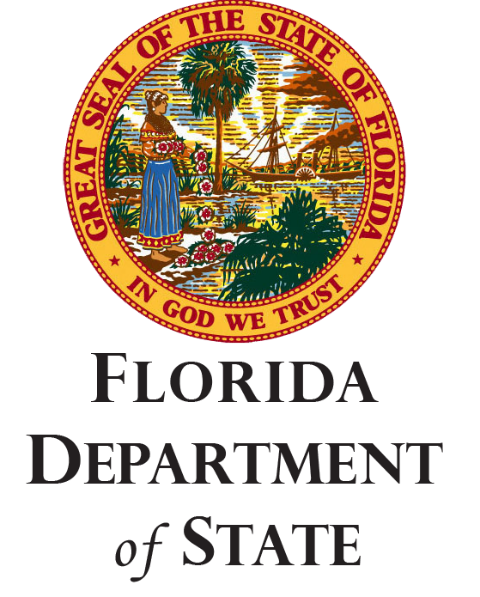 GREAT SEAL OF THE STATE OF FLORIDA
IN GOD WE TRUST
FLORIDA
DEPARTMENT
of STATE